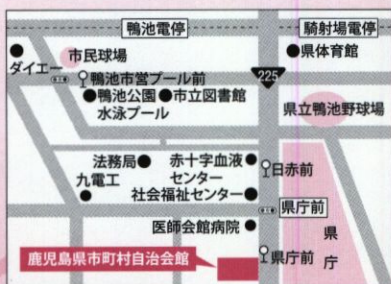 鴨池電停
騎射場電停
ダイエー
市民球場
県体育館
鴨池市営プール前
225
鴨池公園
水泳プール
市立図書館
県立鴨池野球場
法務局
赤十字血液
センター
日赤前
九電工
社会福祉センター
県庁前
医師会館病院
県庁前
県庁
鹿児島県市町村自治会館